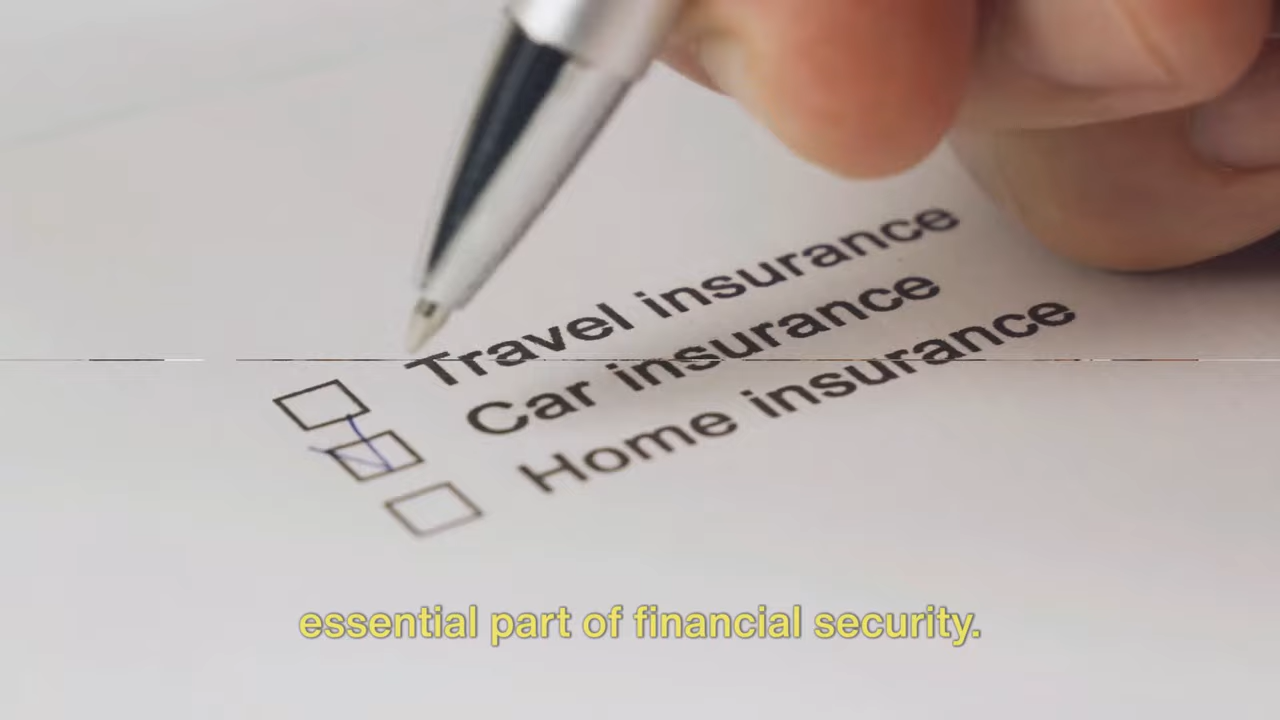 Travel insurance
Car insurance
Home insurance
essential part of financial security.